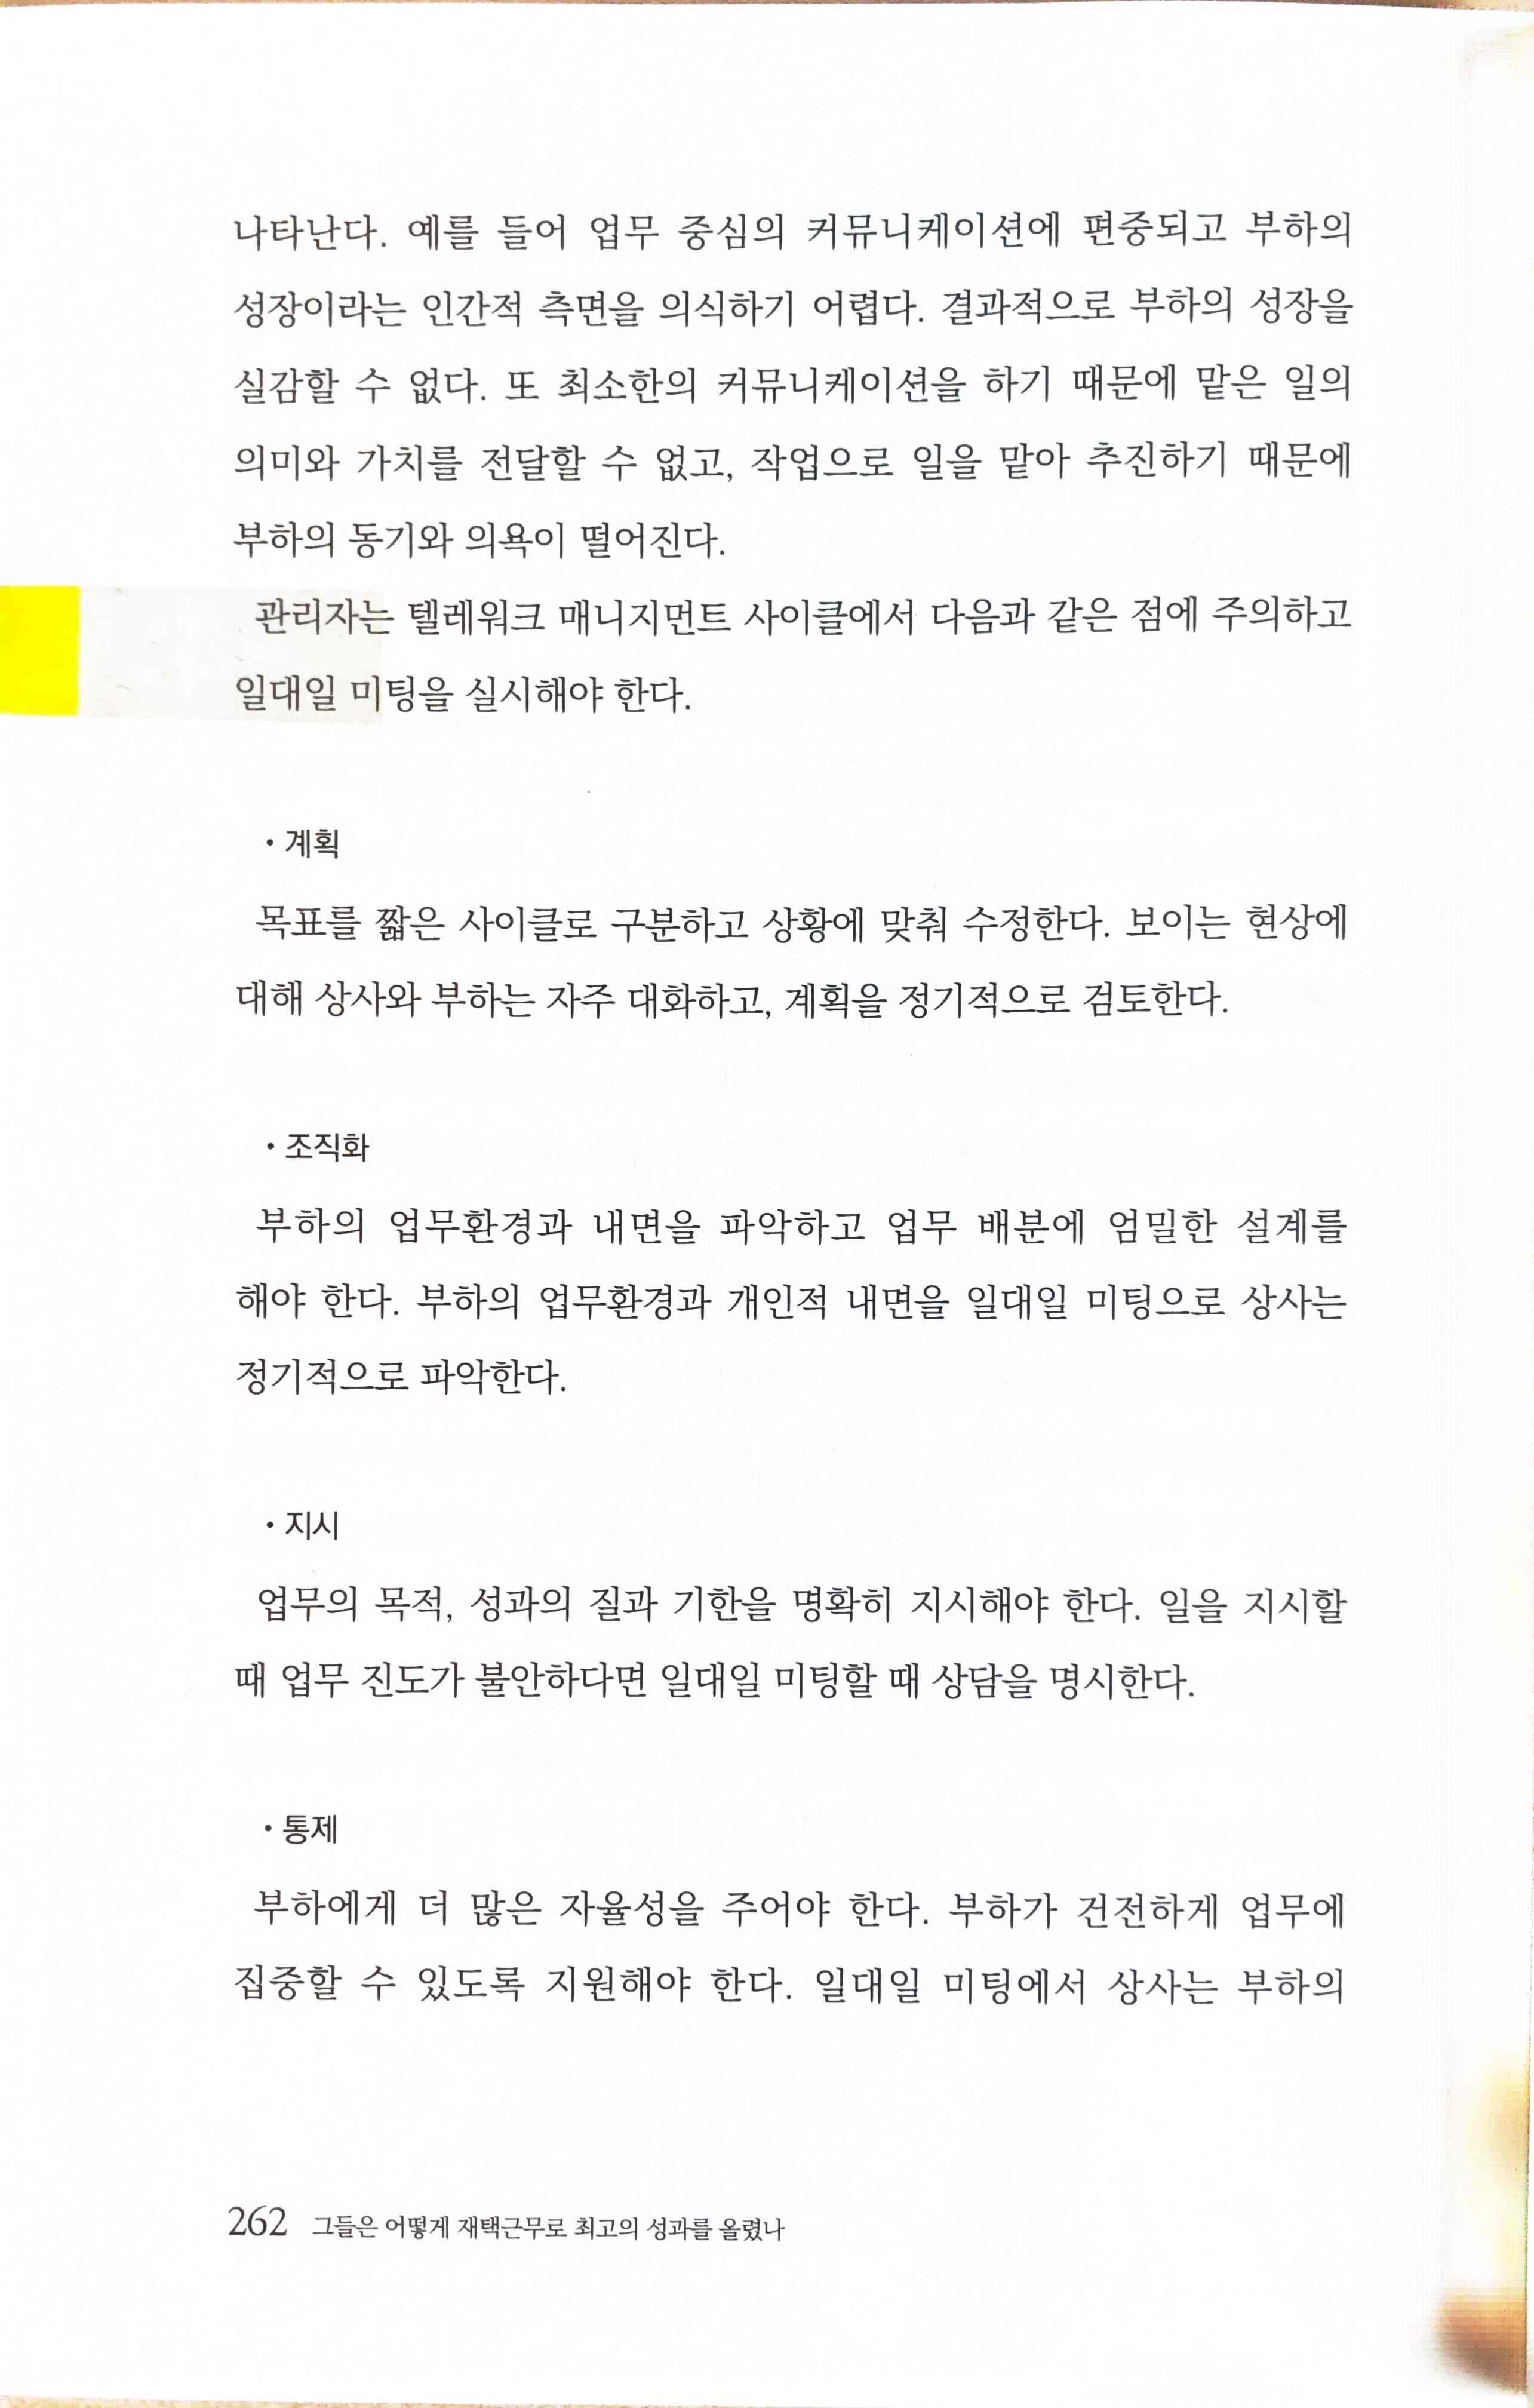 나타난다. 예를 들어 업무 중심의 커뮤니케이션에 편중되고 부하의
성장이라는 인간적 측면을 의식하기 어렵다. 결과적으로 부하의 성장을
실감할 수 없다. 또 최소한의 커뮤니케이션을 하기 때문에 맡은 일의
의미와 가치를 전달할 수 없고, 작업으로 일을 맡아 추진하기 때문에
부하의 동기와 의욕이 떨어진다.
관리자는 텔레워크 매니지먼트 사이클에서 다음과 같은 점에 주의하고
일대일 미팅을 실시해야 한다.
• 계획
목표를 짧은 사이클로 구분하고 상황에 맞춰 수정한다. 보이는 현상에
대해 상사와 부하는 자주 대화하고, 계획을 정기적으로 검토한다.
• 조직화
부하의 업무환경과 내면을 파악하고 업무 배분에 엄밀한 설계를
해야 한다. 부하의 업무환경과 개인적 내면을 일대일 미팅으로 상사는
정기적으로 파악한다.
• 지시
업무의 목적, 성과의 질과 기한을 명확히 지시해야 한다. 일을 지시할
때 업무 진도가 불안하다면 일대일 미팅할 때 상담을 명시한다.
• 통제
부하에게 더 많은 자율성을 주어야 한다. 부하가 건전하게 업무에
집중할 수 있도록 지원해야 한다. 일대일 미팅에서 상사는 부하의
262 그들은 어떻게 재택근무로 최고의 성과를 올렸나